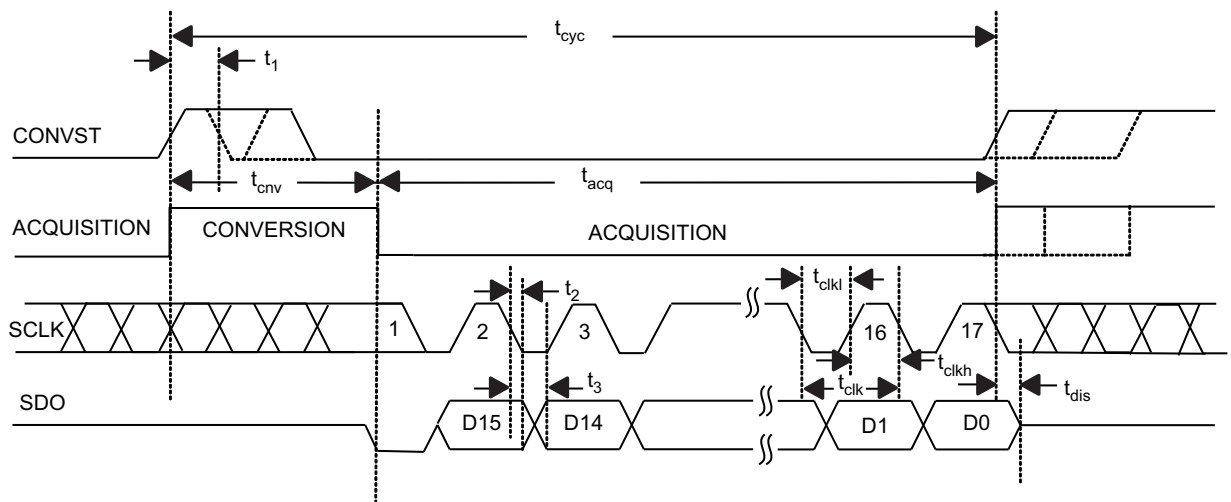 tcyc
t1
CONVST
tcnv
tacq
ACQUISITION
CONVERSION
ACQUISITION
t2
tclkl
SCLK
1
2
3
16
17
t3
tclk
tclkh
tdis
SDO
D15
D14
D1
D0